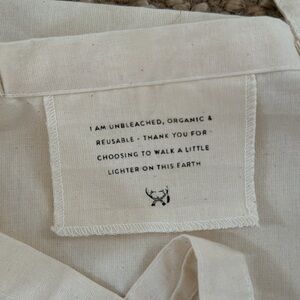 I AM UNBLEACHED, ORGANIC &
REUSABLE - THANK YOU FOR
CHOOSING TO WALK A LITTLE
LIGHTER ON THIS EARTH